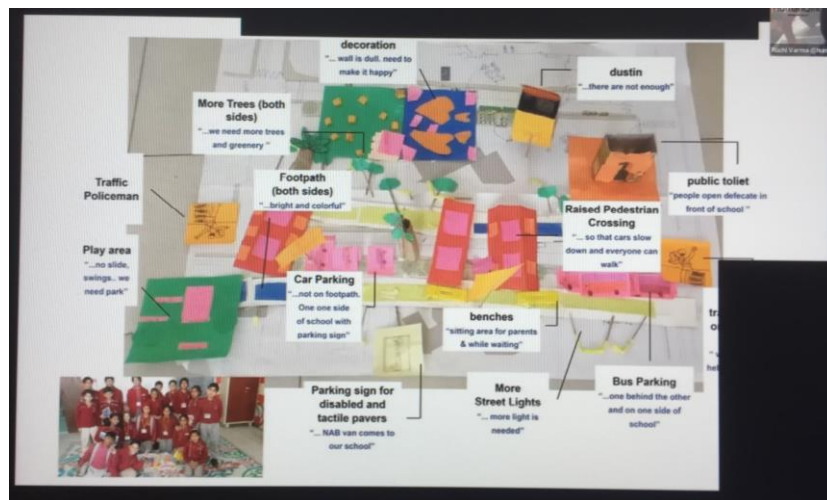 decoration
"... wall is dull. need to
make it happy"
dustin
"...there are not enough"
More Trees (both
sides)
"...we need more trees
and greenery "
public toliet
"people open defecate in
front of school "
Traffic
Policeman
Footpath
(both sides)
"...bright and colorful"
Raised Pedestrian
Crossing
"... so that cars slow
down and everyone can
walk"
Play area
"...no slide,
swings.. we
need park"
Car Parking
"...not on footpath.
One one side
of school with
parking sign"
benches
"sitting area for parents
& while waiting"
Parking sign for
disabled and
tactile pavers
"... NAB van comes to
our school"
More
Street Lights
"... more light is
needed"
Bus Parking
"...one behind the other
and on one side of
school"